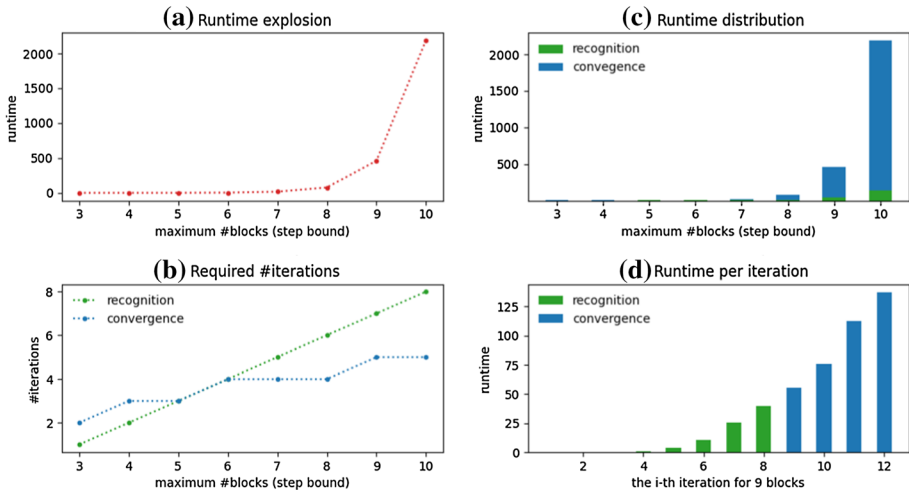 (a) Runtime explosion
runtime
2000
1500
1000
500
0
3 4 5 6 7 8 9 10
maximum #blocks (step bound)
(c) Runtime distribution
recognition
convegence
runtime
2000
1500
1000
500
3 4 5 6 7 8 9 10
maximum #blocks (step bound)
(b) Required #iterations
recognition
convergence
#iterations
8
6
4
2
3 4 5 6 7 8 9 10
maximum #blocks (step bound)
(d) Runtime per iteration
recognition
convergence
runtime
125
100
75
50
25
0
2 4 6 8 10 12
the i-th iteration for 9 blocks